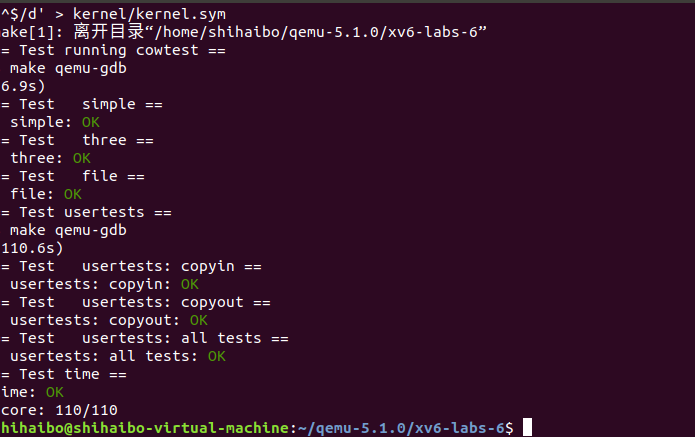 ^$/d' > kernel/kernel.sym
ake[1]: 离开目录“/home/shihaibo/qemu-5.1.0/xv6-labs-6”
= Test running cowtest ==
make qemu-gdb
6.9s)
= Test   simple ==
simple: OK
= Test   three ==
three: OK
= Test   file ==
file: OK
= Test usertests ==
make qemu-gdb
110.6s)
= Test   usertests: copyin ==
usertests: copyin: OK
= Test   usertests: copyout ==
usertests: copyout: OK
= Test   usertests: all tests ==
usertests: all tests: OK
= Test time ==
ime: OK
core: 110/110
hihaibo@shihaibo-virtual-machine:~/qemu-5.1.0/xv6-labs-6$